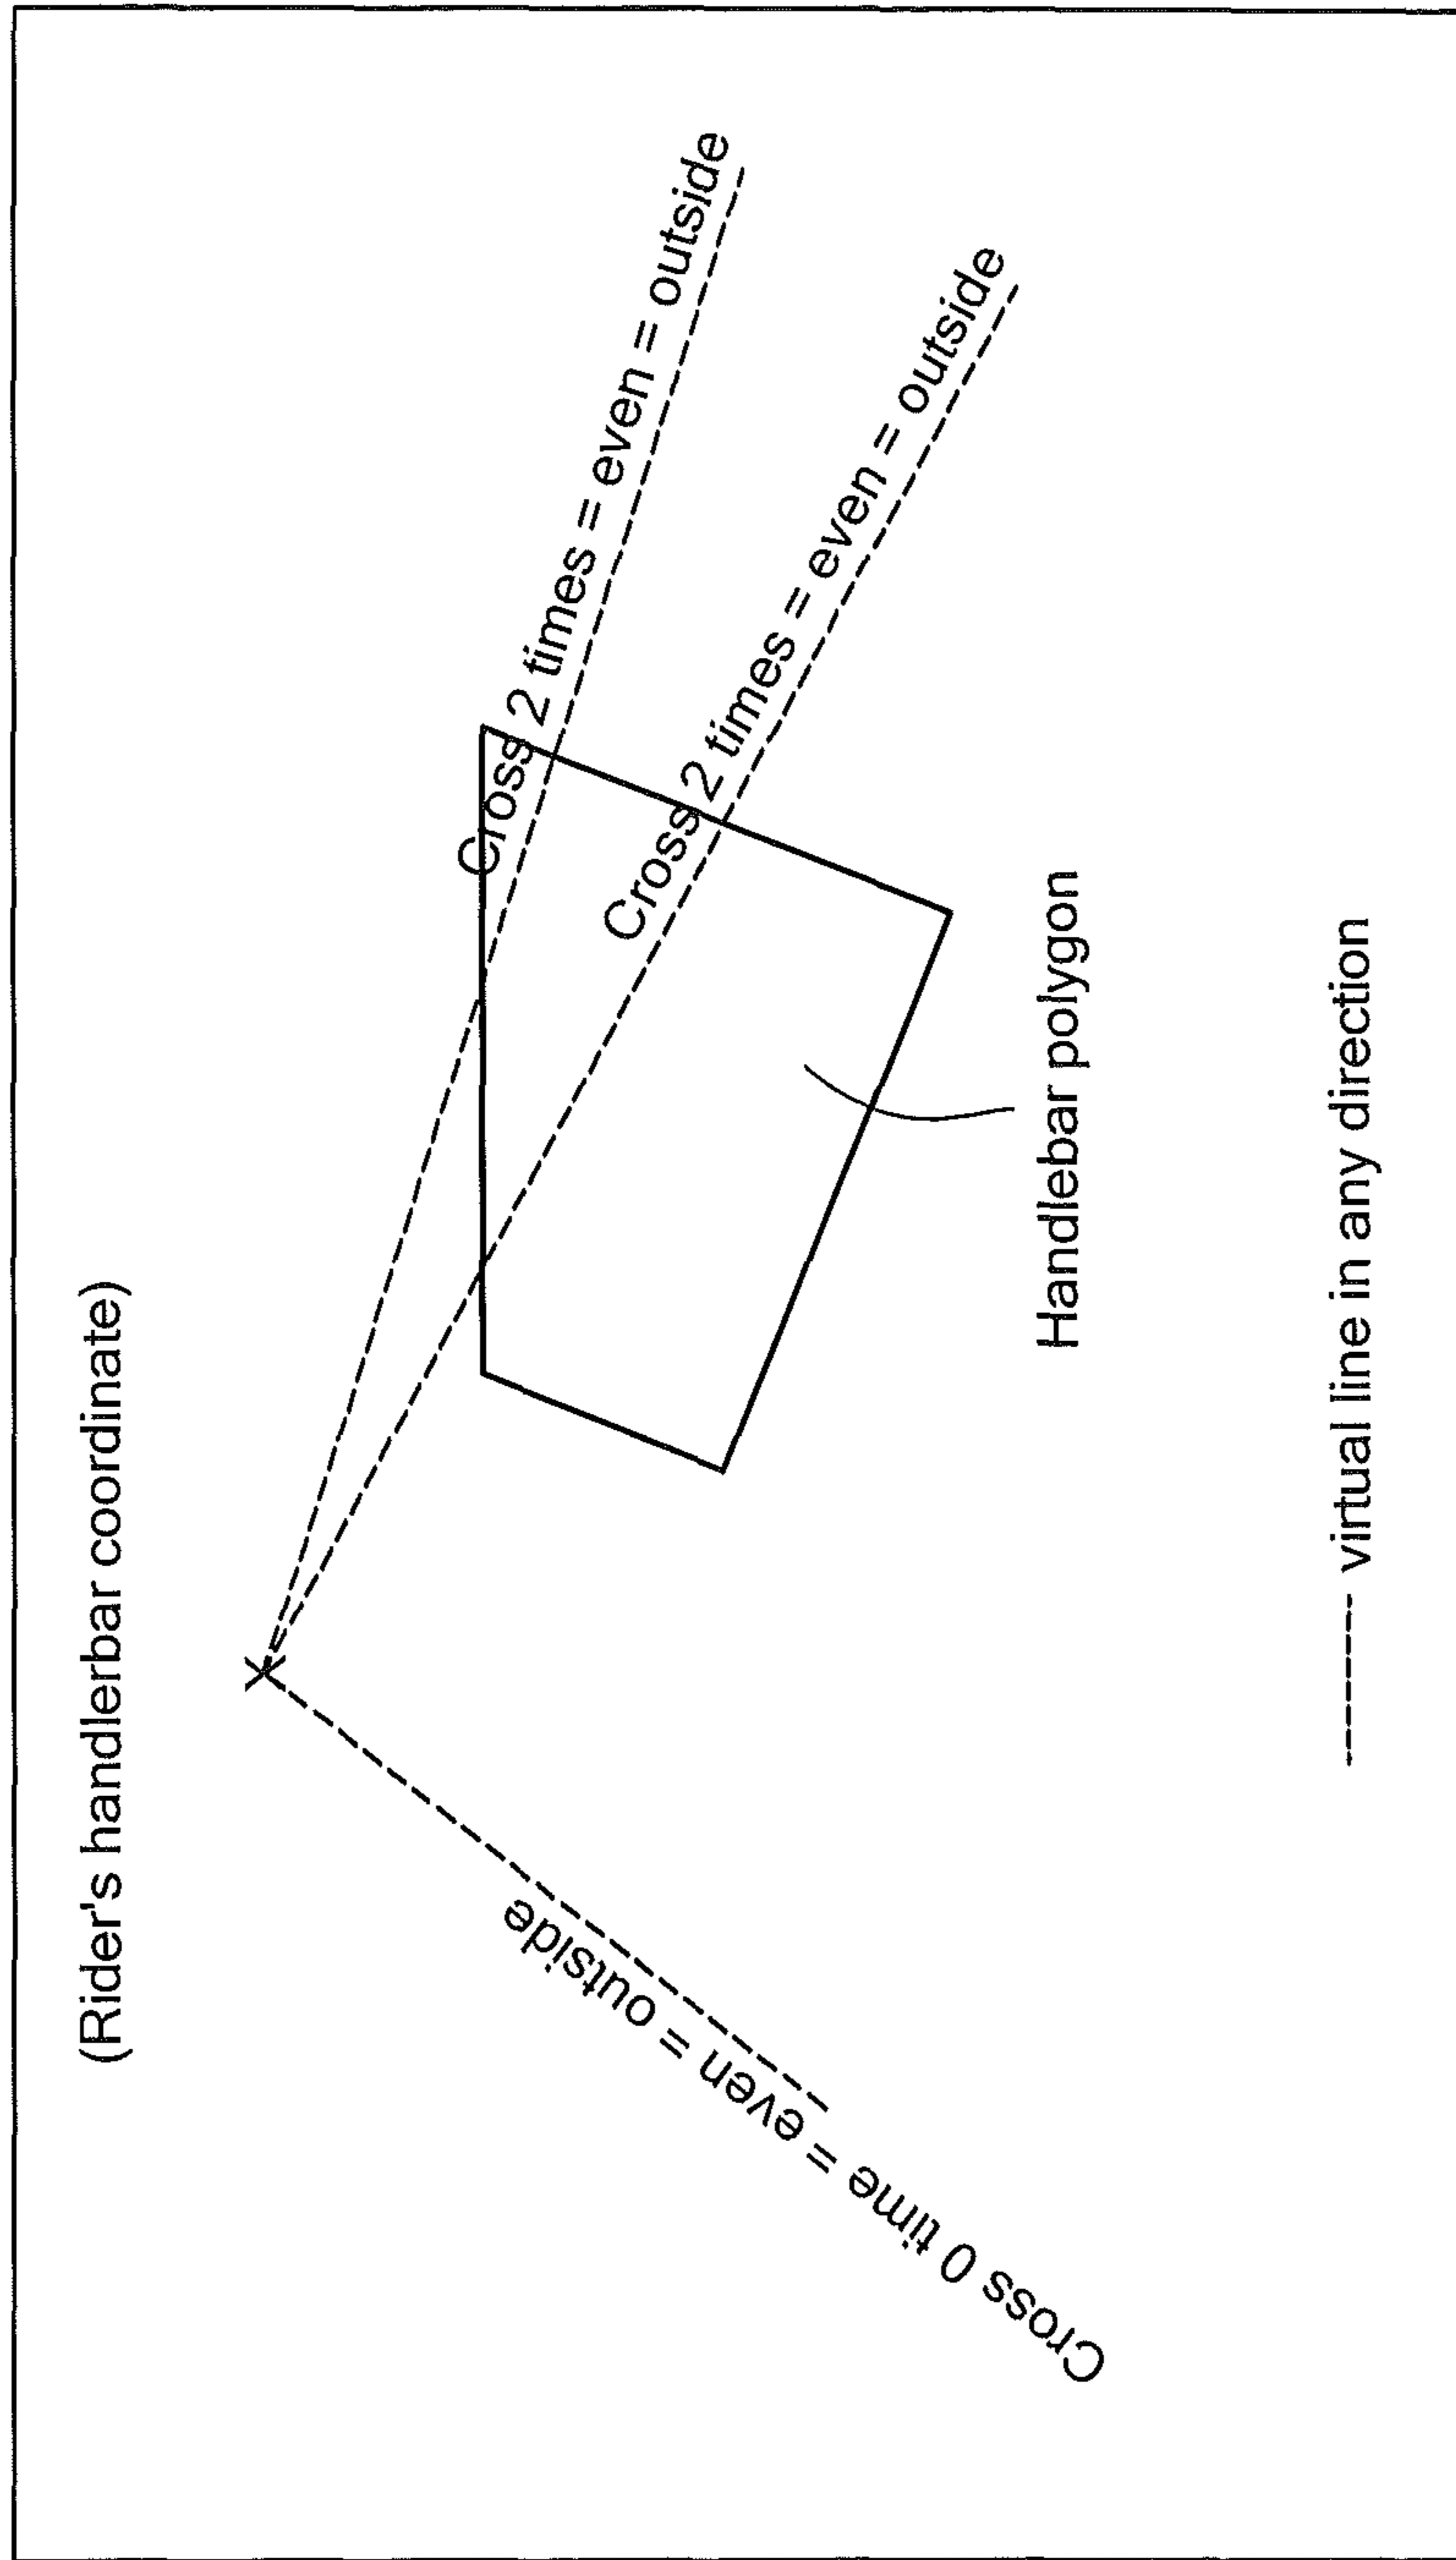 (Rider's handlerbar coordinate)
Cross 2 times = even = outside
Cross 2 times = even = outside
Cross 0 time = even = outside
Handlebar polygon
-------- virtual line in any direction